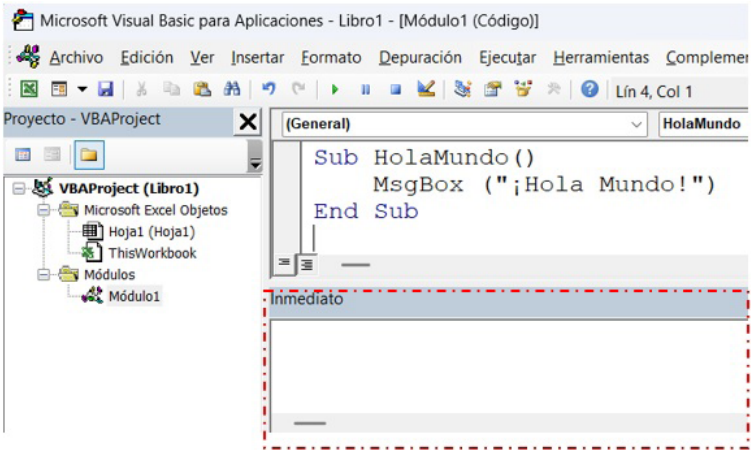 Microsoft Visual Basic para Aplicaciones - Libro1 - [Módulo1 (Código)]
Archivo Edición Ver Insertar Formato Depuración Ejecutar Herramientas Complemen
Lín 4, Col 1
Proyecto - VBAProject
(General) HolaMundo
VBAProject (Libro1)
Microsoft Excel Objetos
Hoja1 (Hoja1)
ThisWorkbook
Módulos
Módulo1
Sub HolaMundo()
MsgBox ("¡Hola Mundo!")
End Sub
Inmediato